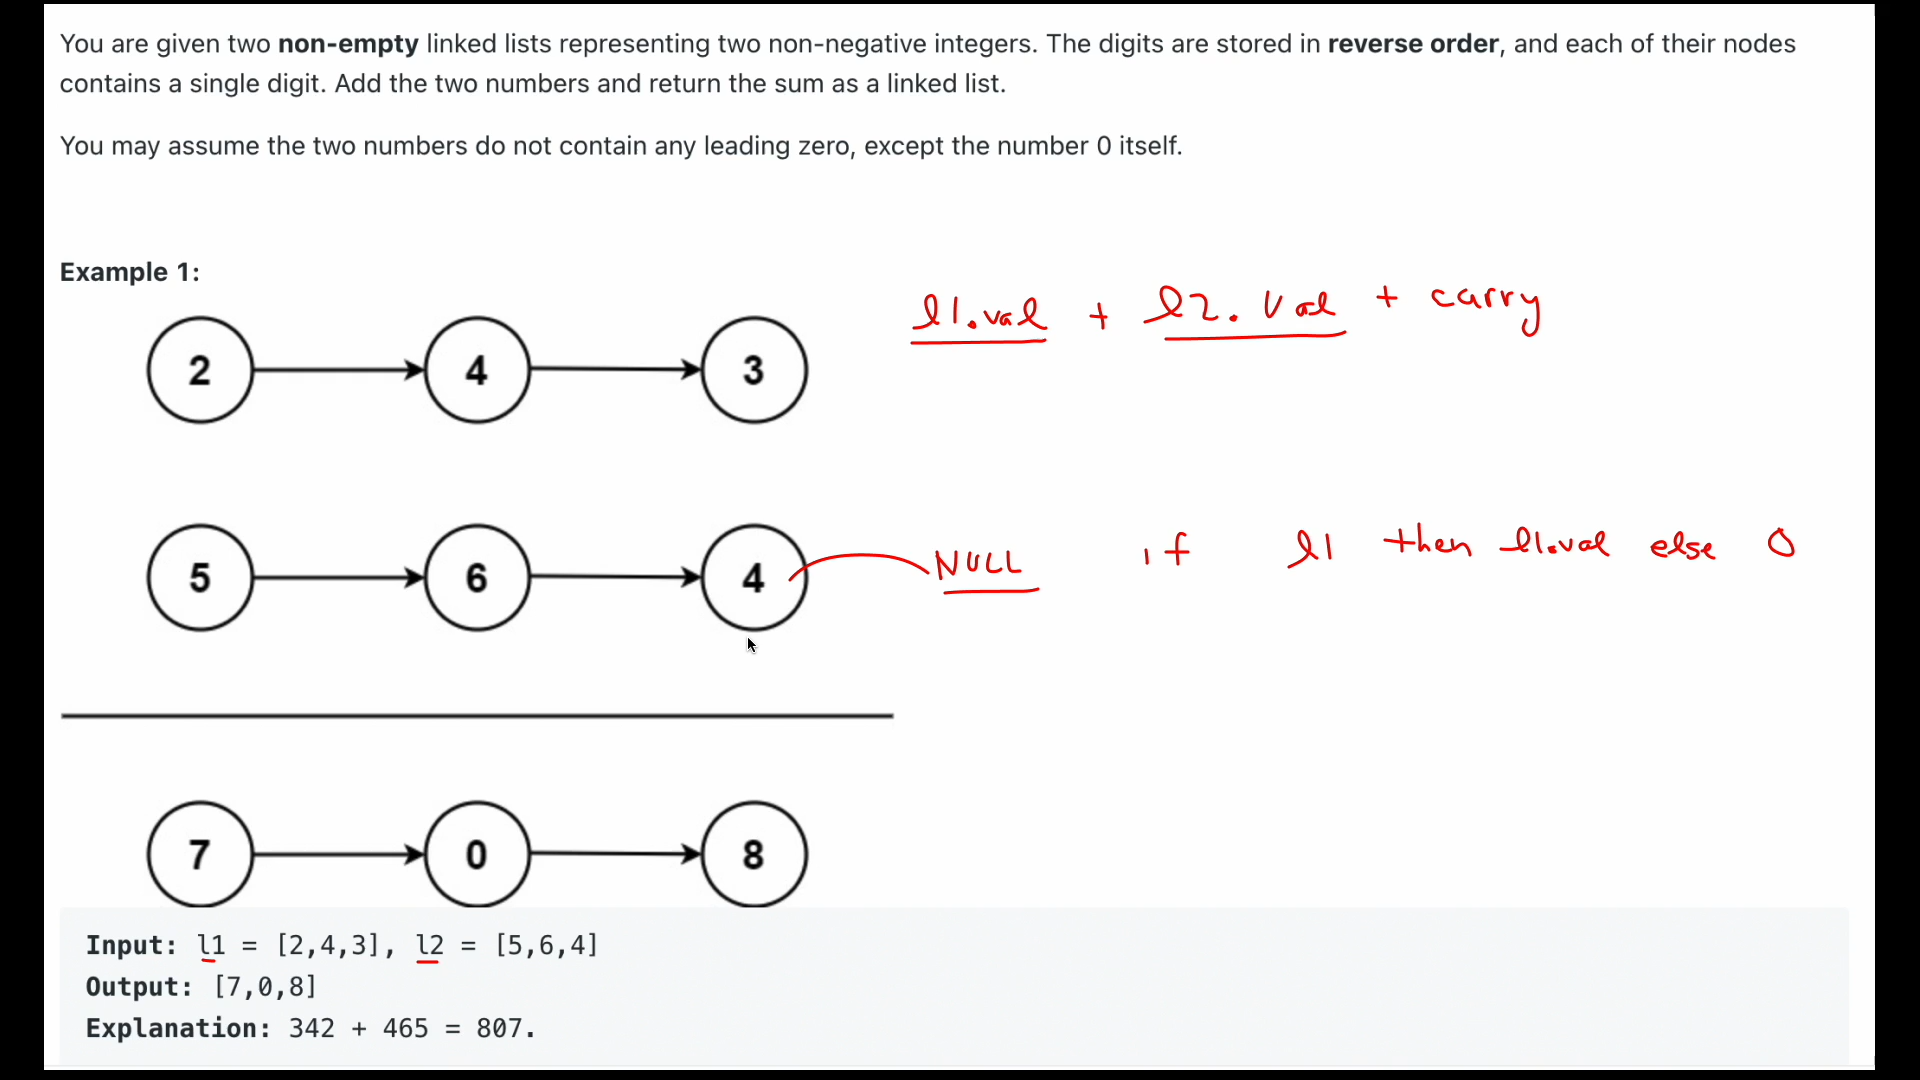 You are given two non-empty linked lists representing two non-negative integers. The digits are stored in reverse order, and each of their nodes
contains a single digit. Add the two numbers and return the sum as a linked list.
You may assume the two numbers do not contain any leading zero, except the number 0 itself.
Example 1:
l1.val + l2.val + carry
2 4 3
5 6 4 NULL if l1 then l1.val else 0
7 0 8
Input: l1 = [2,4,3], l2 = [5,6,4]
Output: [7,0,8]
Explanation: 342 + 465 = 807.